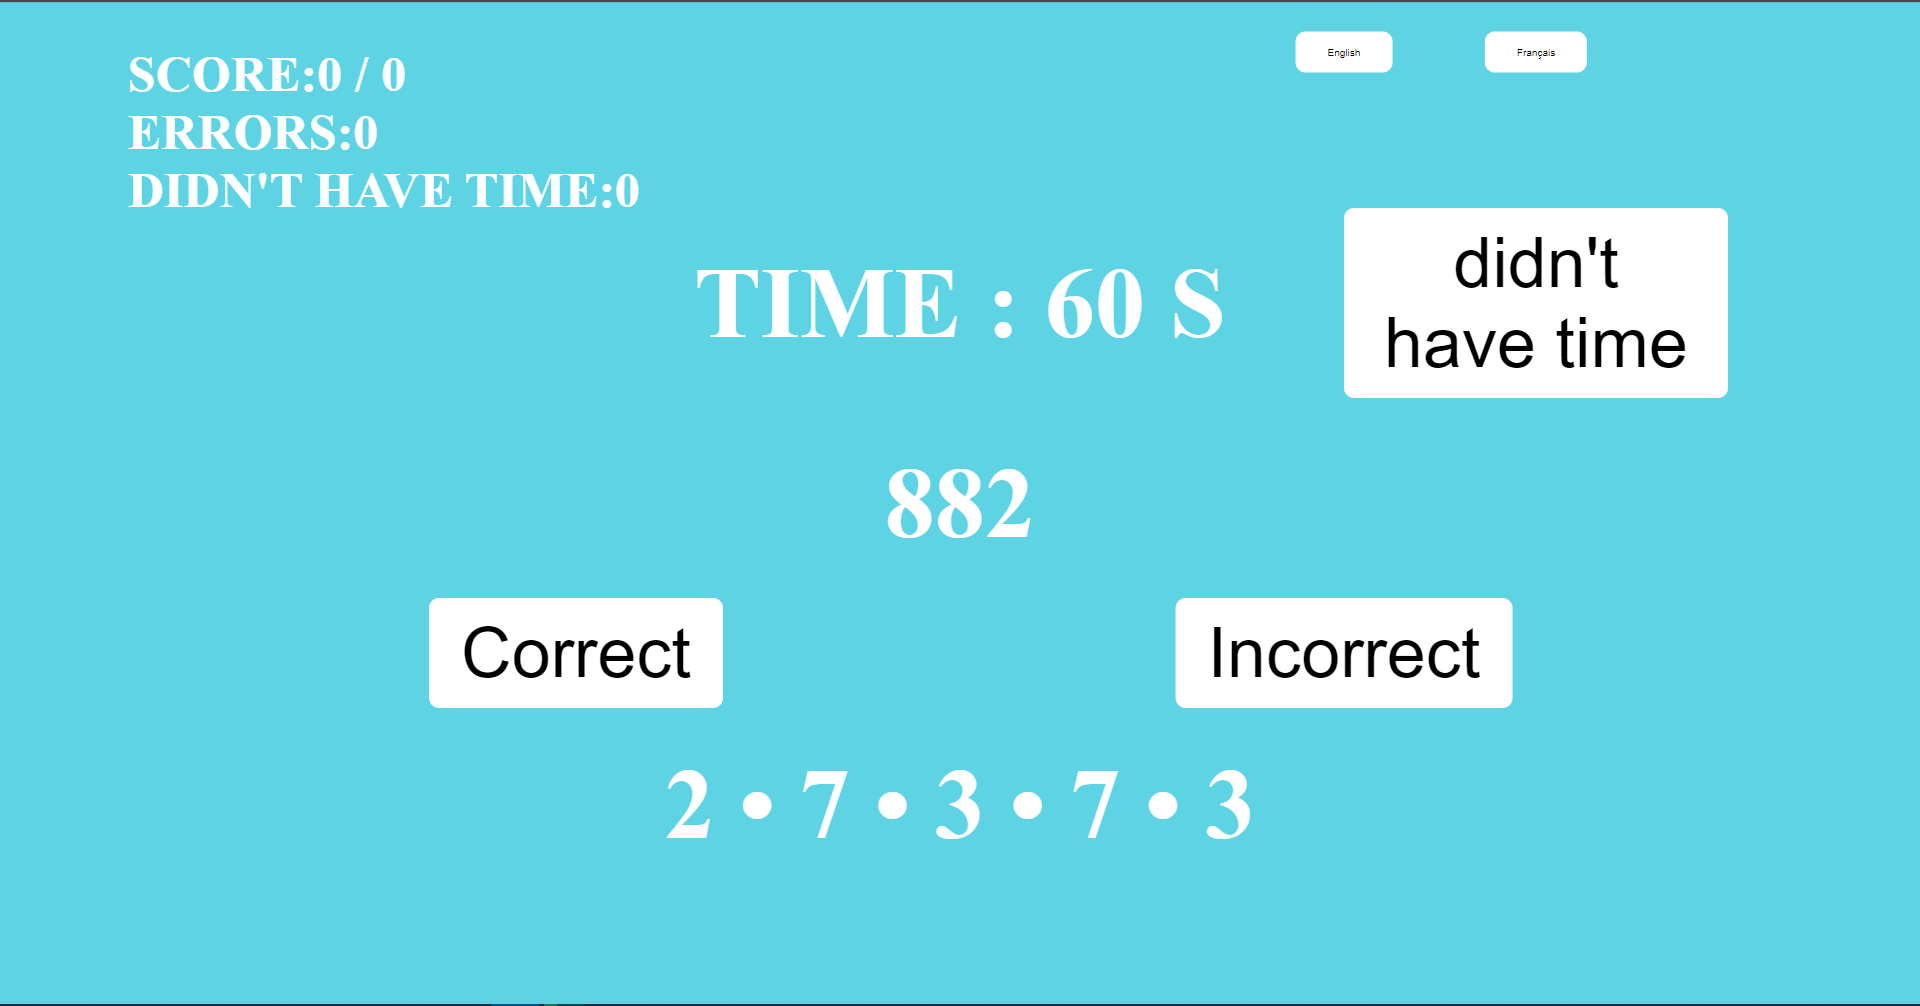 English
Français
SCORE:0 / 0
ERRORS:0
DIDN'T HAVE TIME:0
TIME : 60 S
didn't
have time
882
Correct
Incorrect
2 • 7 • 3 • 7 • 3